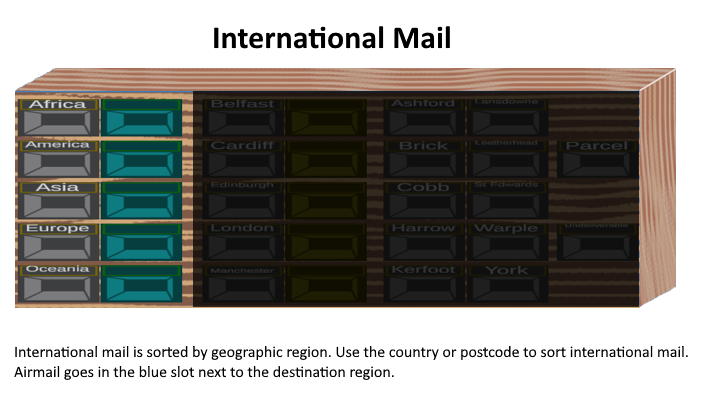 International Mail
Africa Belfast Ashford Lansdowne
America Cardiff Brick Leatherhead Parcel
Asia Edinburgh Cobb St Edwards
Europe London Harrow Warple Undeliverable
Oceania Manchester Kerfoot York
International mail is sorted by geographic region. Use the country or postcode to sort international mail.
Airmail goes in the blue slot next to the destination region.